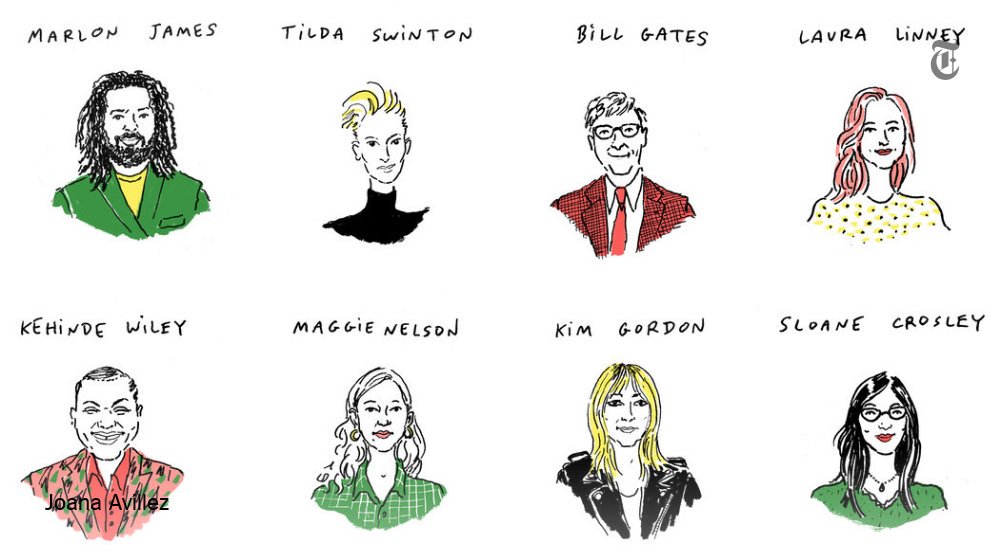 MARLON JAMES
TILDA SWINTON
BILL GATES
LAURA LINNEY
T
KEHINDE WILEY
MAGGIE NELSON
KIM GORDON
SLOANE CROSLEY
Joana Avillez